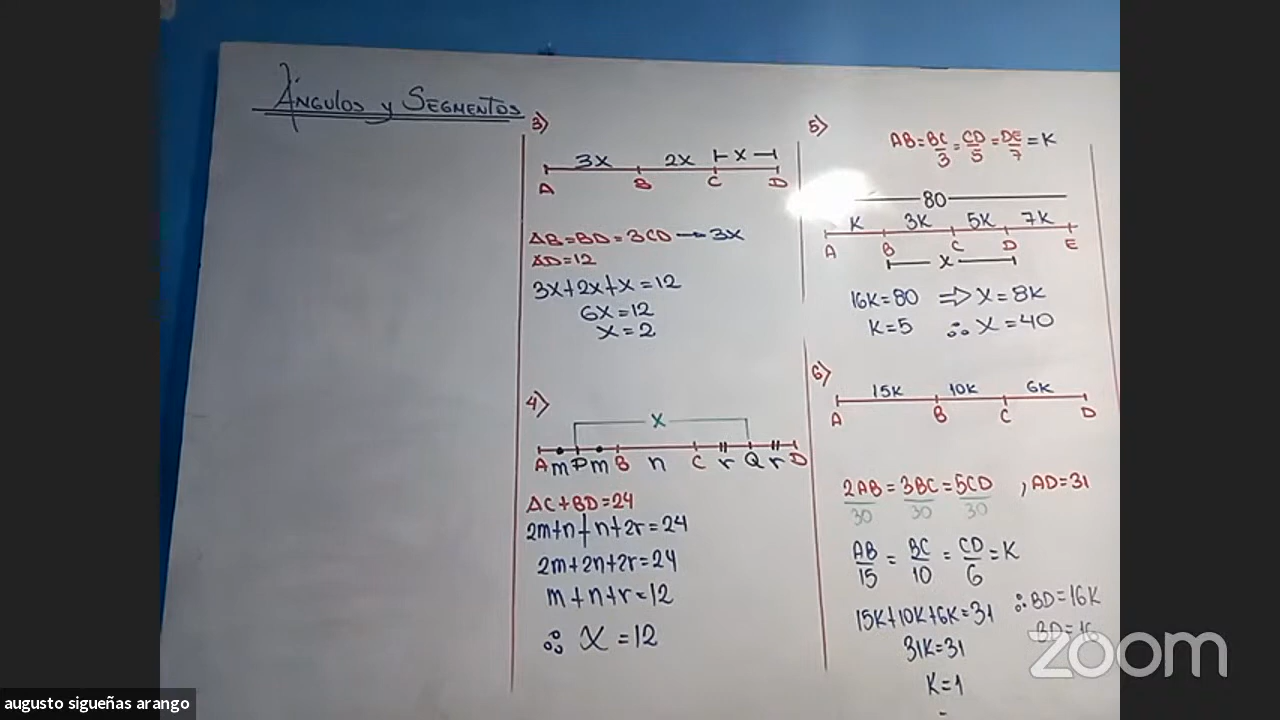 Ángulos y Segmentos
3)
3x 2x x
A B C D
AB=BD=3CD → 3x
AD=12
3x+2x+x=12
6x=12
x=2
4)
x
A m P m B n C r Q r D
AC+BD=24
2m+n+n+2r=24
2m+2n+2r=24
m+n+r=12
∴ x=12
5)
AB=BC/3=CD/5=DE/7=K
80
K 3K 5K 7K
A B C D E
x
16K=80 ⇒ x=8K
K=5 ∴ x=40
6)
15K 10K 6K
A B C D
2AB/30=3BC/30=5CD/30 , AD=31
AB/15=BC/10=CD/6=K
15K+10K+6K=31
31K=31
K=1
∴ BD=16K
BD=16
zoom
augusto sigueñas arango